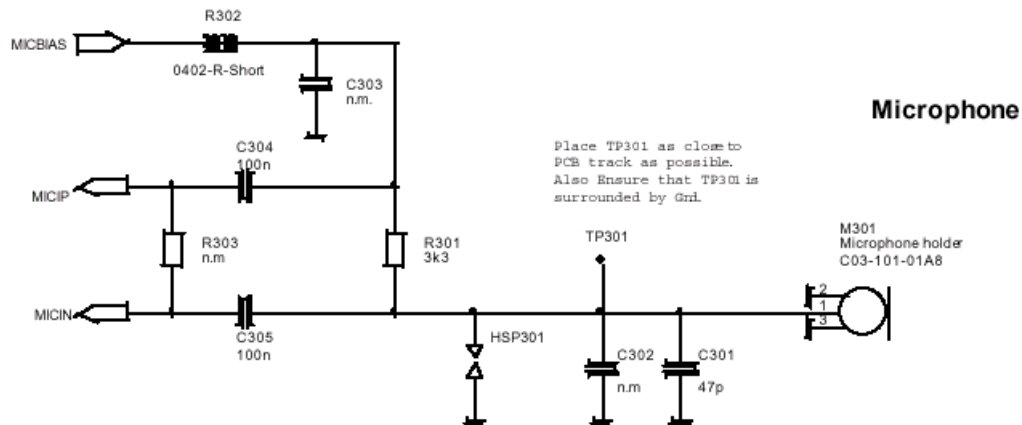 R302
MICBIAS
0402-R-Short
C303
n.m.
Microphone
C304
100n
Place TP301 as close to
PCB track as possible.
Also Ensure that TP301 is
surrounded by Gnd.
MICIP
R303
n.m
R301
3k3
TP301
M301
Microphone holder
C03-101-01A8
2
1
3
MICIN
C305
100n
HSP301
C302
n.m
C301
47p